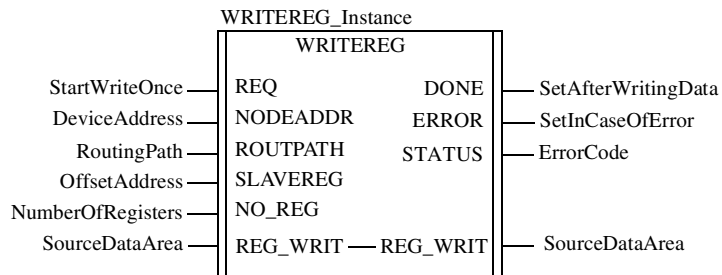 WRITEREG_Instance
WRITEREG
StartWriteOnce REQ DONE SetAfterWritingData
DeviceAddress NODEADDR ERROR SetInCaseOfError
RoutingPath ROUTPATH STATUS ErrorCode
OffsetAddress SLAVEREG
NumberOfRegisters NO_REG
SourceDataArea REG_WRIT REG_WRIT SourceDataArea